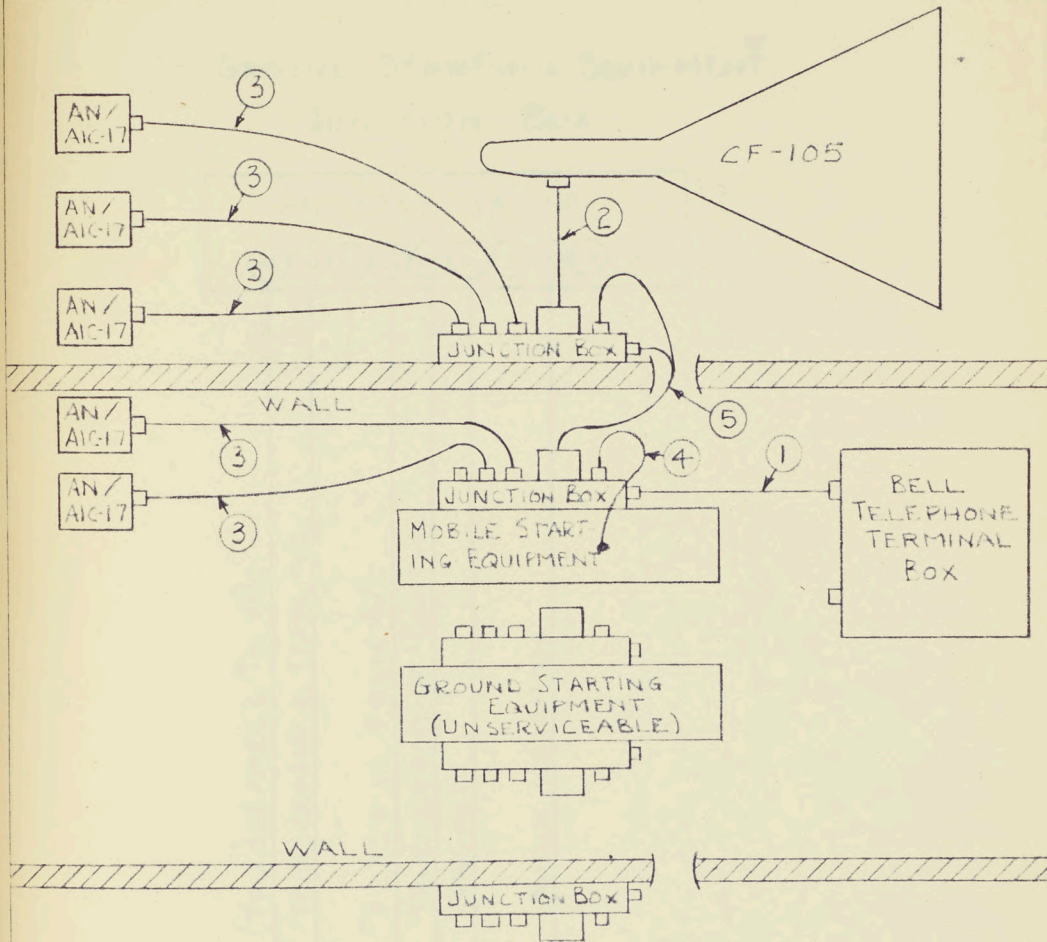 AN/
AIC-17
3
CF-105
AN/
AIC-17
3
2
AN/
AIC-17
3
JUNCTION BOX
WALL
AN/
AIC-17
3
5
4
1
AN/
AIC-17
3
JUNCTION BOX
MOBILE START-
ING EQUIPMENT
BELL
TELEPHONE
TERMINAL
BOX
GROUND STARTING
EQUIPMENT
(UNSERVICEABLE)
WALL
JUNCTION BOX